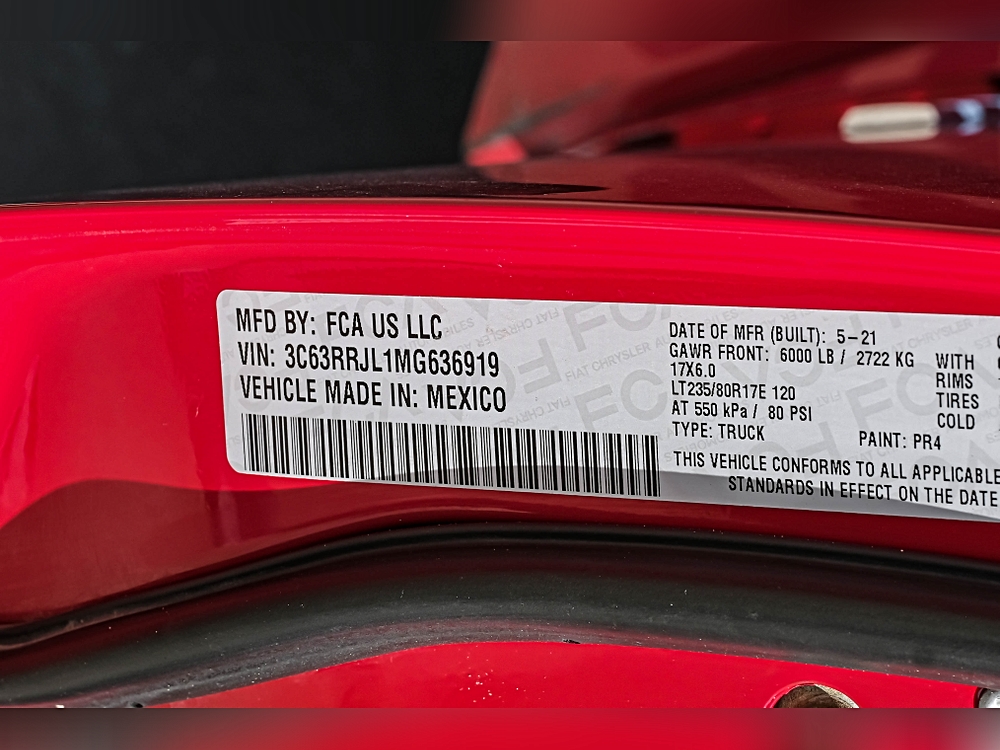 MFD BY: FCA US LLC
VIN: 3C63RRJL1MG636919
VEHICLE MADE IN: MEXICO
DATE OF MFR (BUILT): 5-21
GAWR FRONT: 6000 LB / 2722 KG WITH
17X6.0 RIMS
LT235/80R17E 120 TIRES
AT 550 kPa / 80 PSI COLD
TYPE: TRUCK PAINT: PR4
THIS VEHICLE CONFORMS TO ALL APPLICABLE
STANDARDS IN EFFECT ON THE DATE